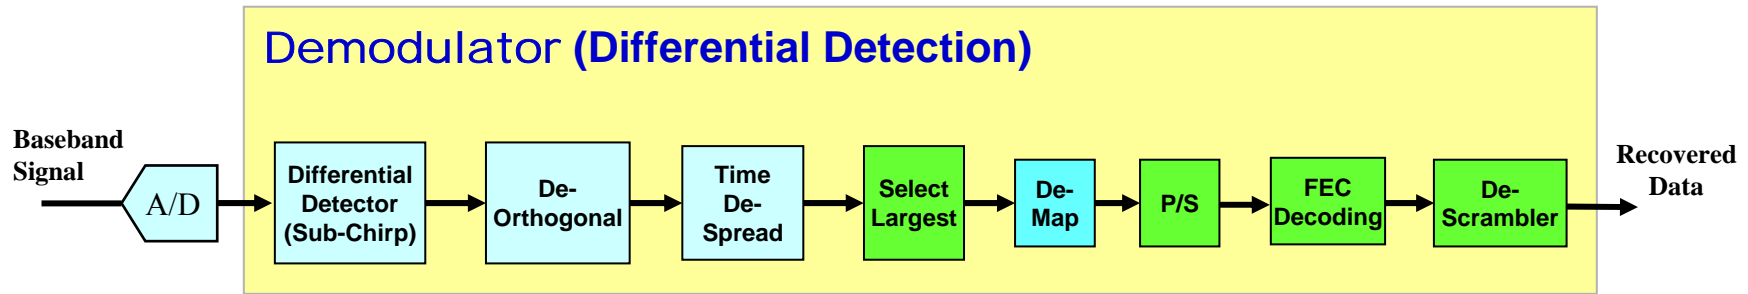 Demodulator (Differential Detection)
Baseband
Signal
A/D
Differential
Detector
(Sub-Chirp)
De-
Orthogonal
Time
De-
Spread
Select
Largest
De-
Map
P/S
FEC
Decoding
De-
Scrambler
Recovered
Data